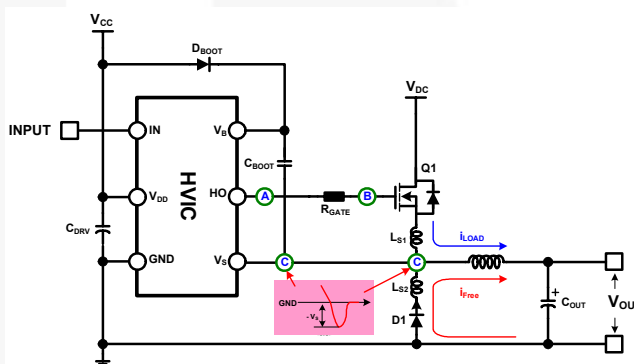 VCC
DBOOT
VDC
INPUT
IN
VB
Q1
CBOOT
HVIC
HO
A
B
RGATE
VDD
CDRV
LS1
iLOAD
GND
VS
C
C
LS2
GND
- VS
iFree
D1
+
COUT
VOU